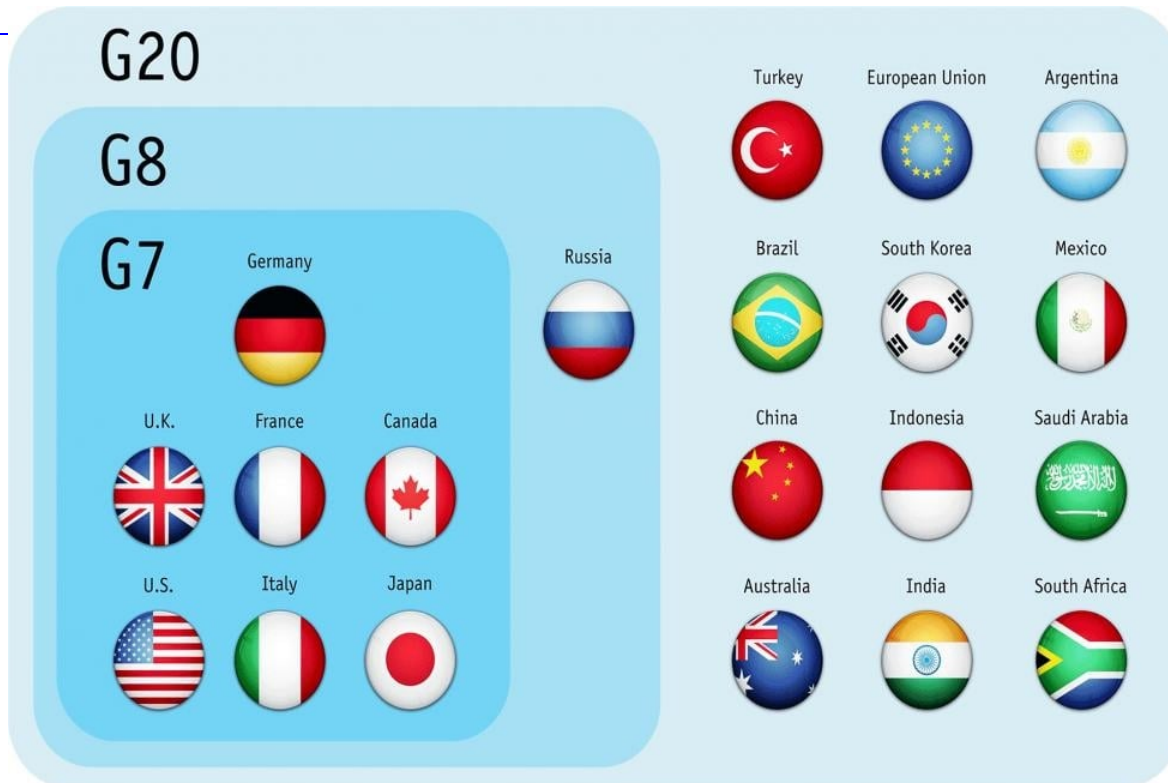 G20
Turkey European Union Argentina
G8
G7
Germany
Russia
Brazil South Korea Mexico
U.K. France Canada
China Indonesia Saudi Arabia
U.S. Italy Japan
Australia India South Africa